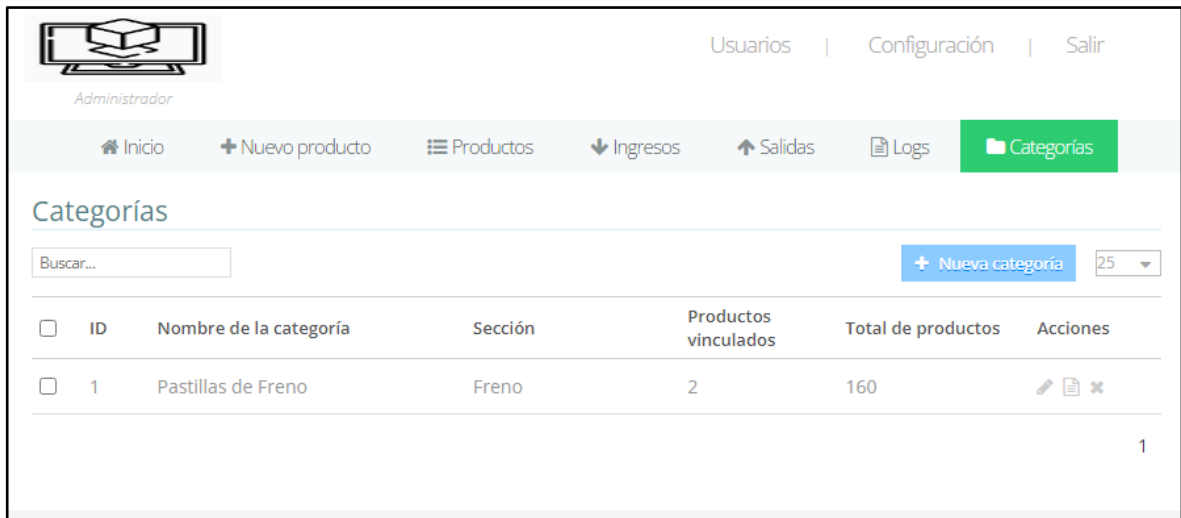 Usuarios | Configuración | Salir
Administrador
Inicio Nuevo producto Productos Ingresos Salidas Logs Categorías
Categorías
Buscar... + Nueva categoría 25
ID Nombre de la categoría Sección Productos vinculados Total de productos Acciones
1 Pastillas de Freno Freno 2 160
1